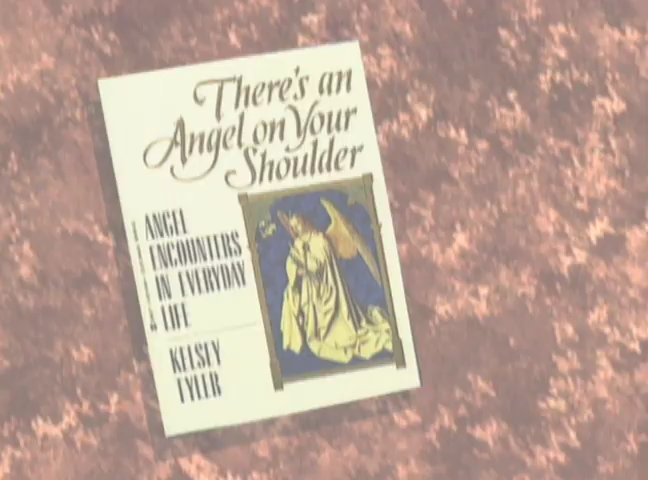 There's an
Angel on Your
Shoulder
ANGEL
ENCOUNTERS
IN EVERYDAY
LIFE
KELSEY
TYLER